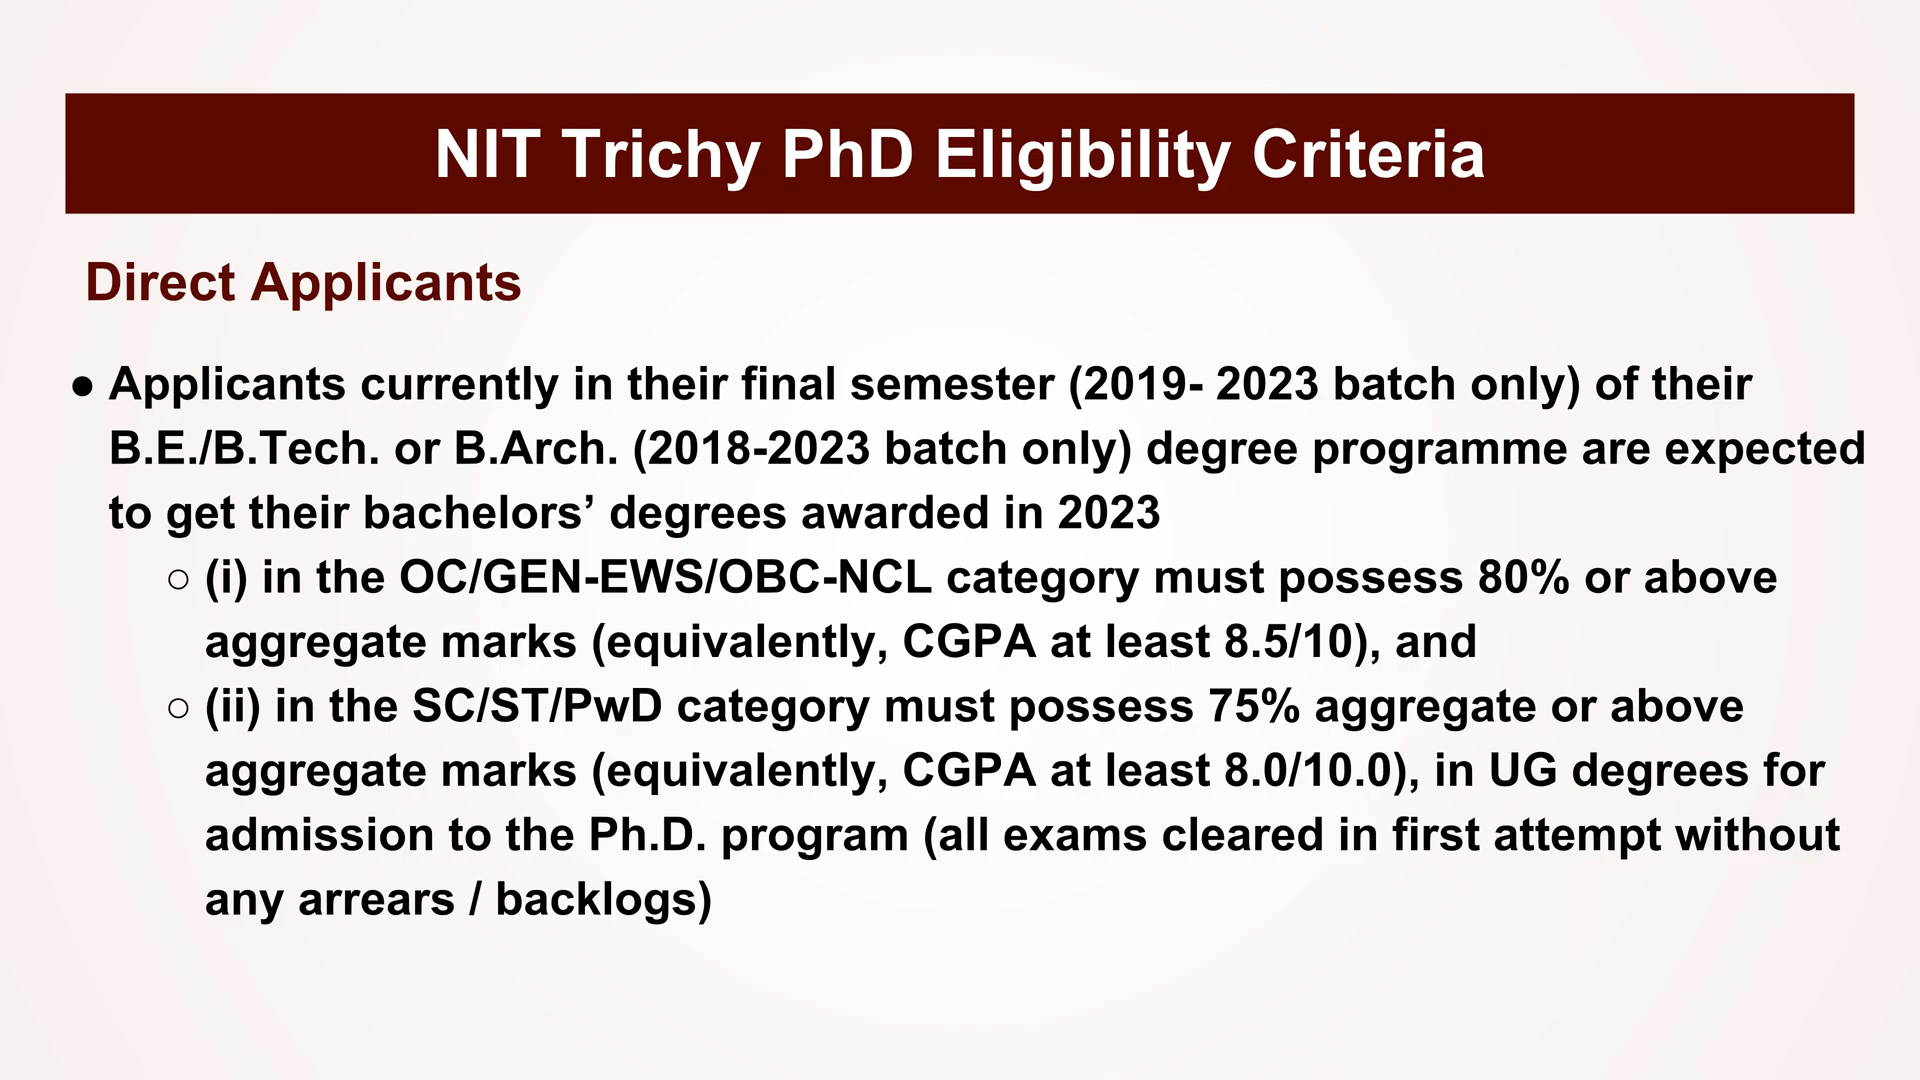 NIT Trichy PhD Eligibility Criteria
Direct Applicants
● Applicants currently in their final semester (2019- 2023 batch only) of their
B.E./B.Tech. or B.Arch. (2018-2023 batch only) degree programme are expected
to get their bachelors’ degrees awarded in 2023
○ (i) in the OC/GEN-EWS/OBC-NCL category must possess 80% or above
aggregate marks (equivalently, CGPA at least 8.5/10), and
○ (ii) in the SC/ST/PwD category must possess 75% aggregate or above
aggregate marks (equivalently, CGPA at least 8.0/10.0), in UG degrees for
admission to the Ph.D. program (all exams cleared in first attempt without
any arrears / backlogs)